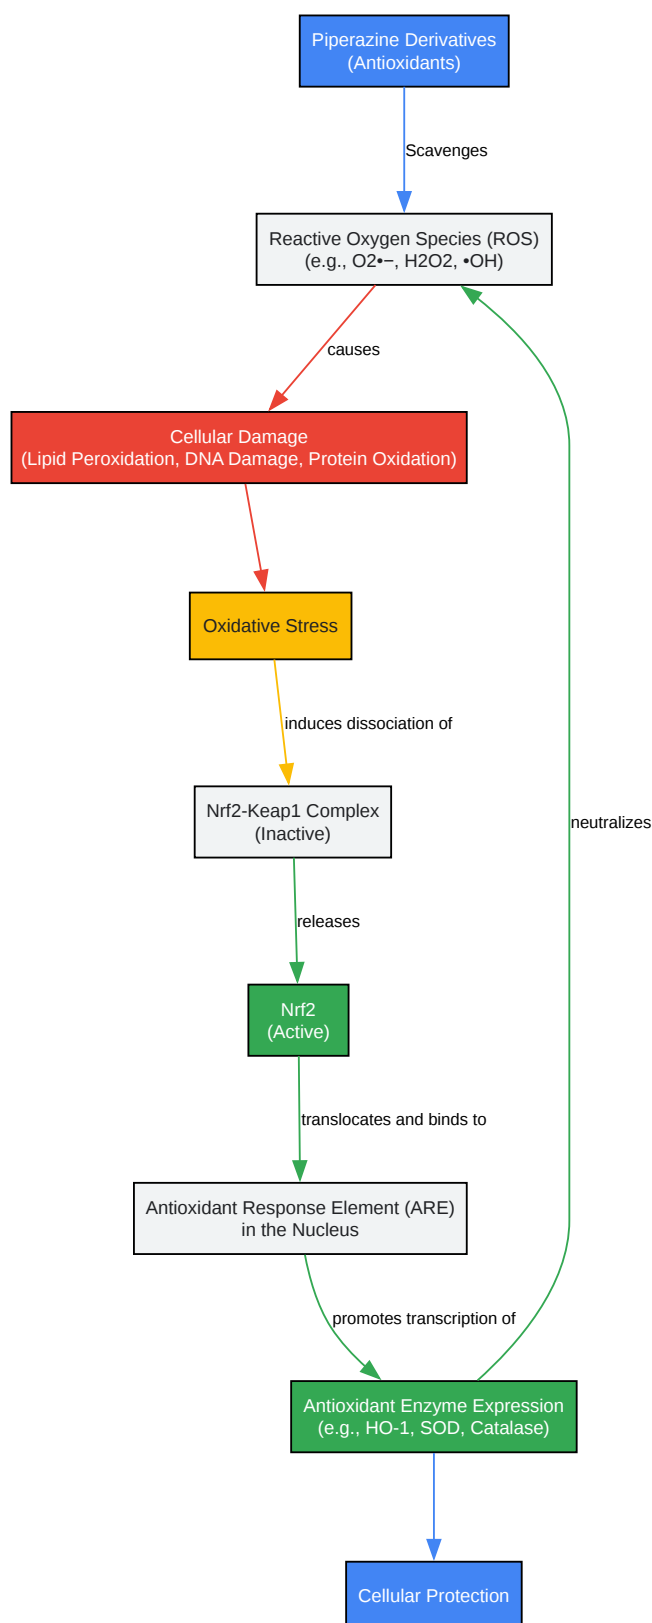 Piperazine Derivatives
(Antioxidants)
Scavenges
Reactive Oxygen Species (ROS)
(e.g., O2•−, H2O2, •OH)
causes
Cellular Damage
(Lipid Peroxidation, DNA Damage, Protein Oxidation)
Oxidative Stress
induces dissociation of
Nrf2-Keap1 Complex
(Inactive)
neutralizes
releases
Nrf2
(Active)
translocates and binds to
Antioxidant Response Element (ARE)
in the Nucleus
promotes transcription of
Antioxidant Enzyme Expression
(e.g., HO-1, SOD, Catalase)
Cellular Protection